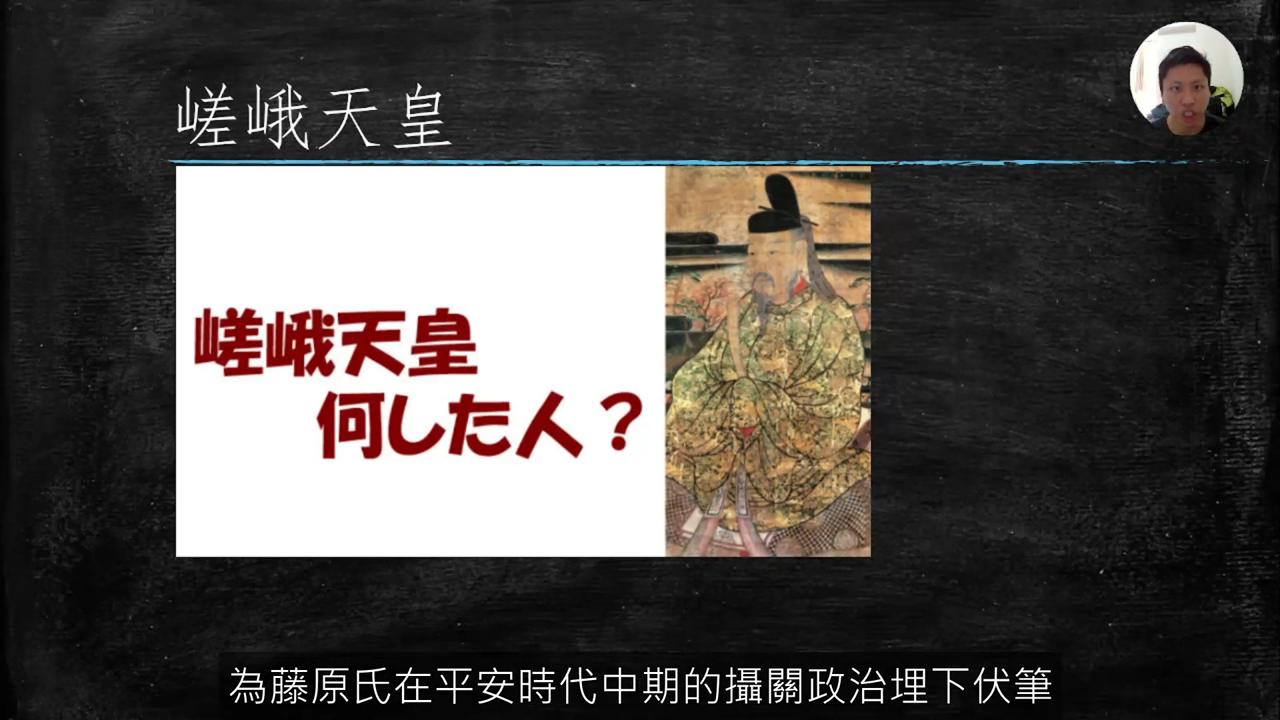 嵯峨天皇
嵯峨天皇
何した人？
為藤原氏在平安時代中期的攝關政治埋下伏筆